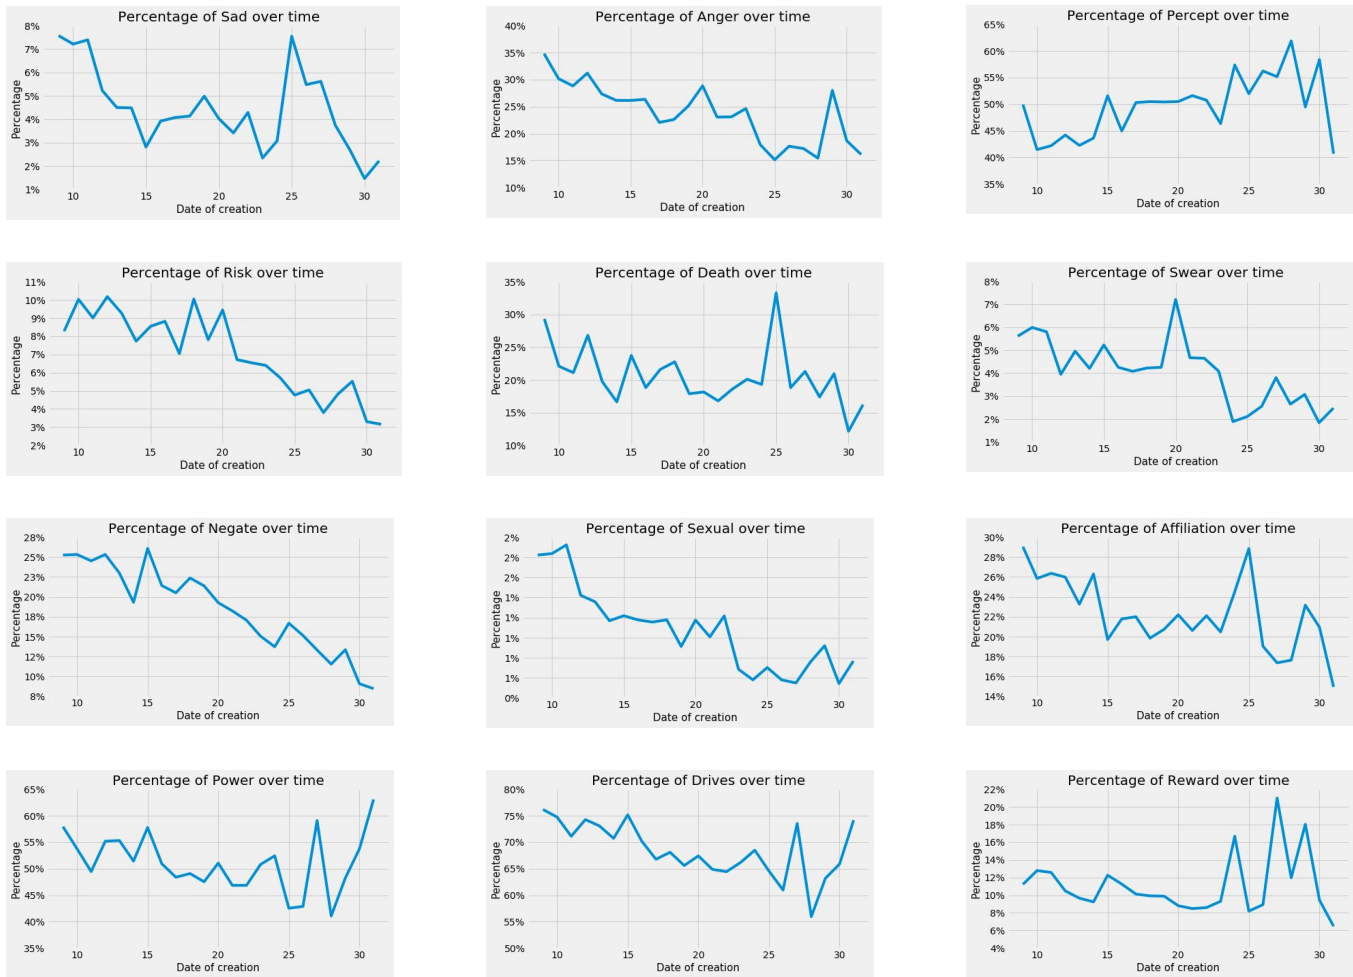 Percentage of Sad over time
8%
7%
6%
5%
4%
3%
2%
1%
Percentage
10 15 20 25 30
Date of creation
Percentage of Anger over time
40%
35%
30%
25%
20%
15%
10%
Percentage
10 15 20 25 30
Date of creation
Percentage of Percept over time
65%
60%
55%
50%
45%
40%
35%
Percentage
10 15 20 25 30
Date of creation
Percentage of Risk over time
11%
10%
9%
8%
7%
6%
5%
4%
3%
2%
Percentage
10 15 20 25 30
Date of creation
Percentage of Death over time
35%
30%
25%
20%
15%
10%
Percentage
10 15 20 25 30
Date of creation
Percentage of Swear over time
8%
7%
6%
5%
4%
3%
2%
1%
Percentage
10 15 20 25 30
Date of creation
Percentage of Negate over time
28%
25%
23%
20%
18%
15%
12%
10%
8%
Percentage
10 15 20 25 30
Date of creation
Percentage of Sexual over time
2%
2%
2%
1%
1%
1%
1%
1%
0%
Percentage
10 15 20 25 30
Date of creation
Percentage of Affiliation over time
30%
28%
26%
24%
22%
20%
18%
16%
14%
Percentage
10 15 20 25 30
Date of creation
Percentage of Power over time
65%
60%
55%
50%
45%
40%
35%
Percentage
10 15 20 25 30
Date of creation
Percentage of Drives over time
80%
75%
70%
65%
60%
55%
50%
Percentage
10 15 20 25 30
Date of creation
Percentage of Reward over time
22%
20%
18%
16%
14%
12%
10%
8%
6%
4%
Percentage
10 15 20 25 30
Date of creation